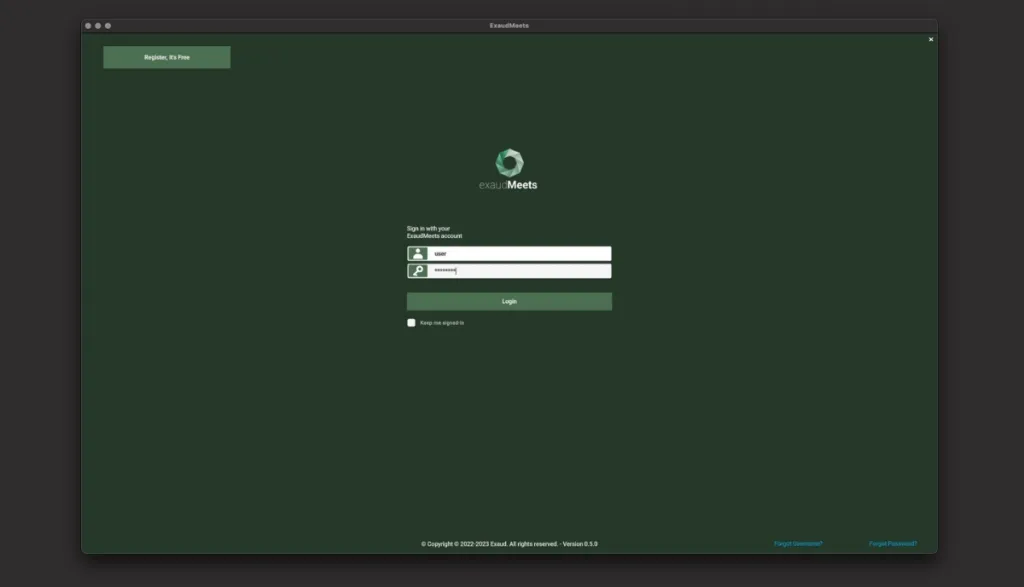 ExaudMeets
Register, It's Free
exaudMeets
Sign in with your
ExaudMeets account
user
********
Login
Keep me signed in
© Copyright © 2022-2023 Exaud. All rights reserved. - Version 0.5.0
Forgot Username?
Forgot Password?